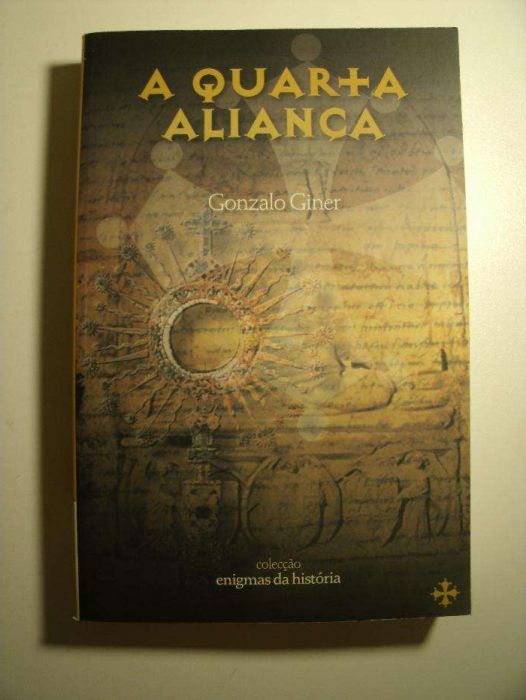 A QUARTA
ALIANÇA
Gonzalo Giner
colecção
enigmas da história